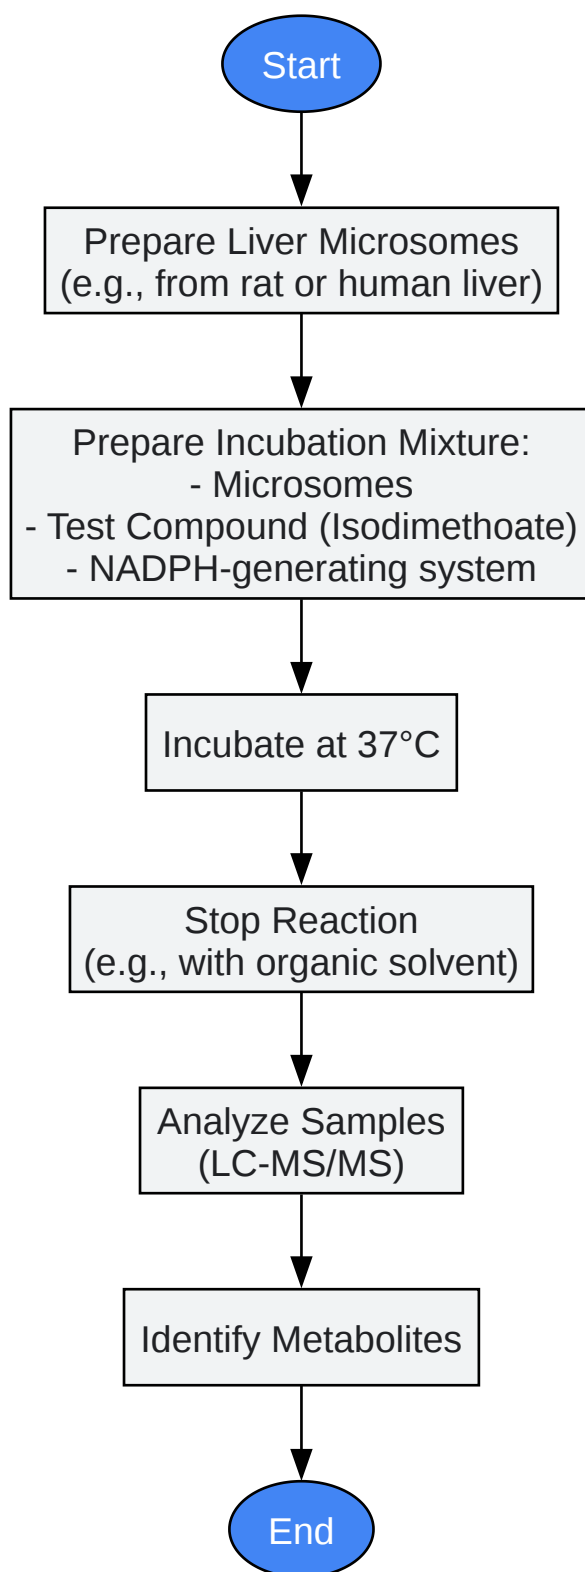 Start
Prepare Liver Microsomes
(e.g., from rat or human liver)
Prepare Incubation Mixture:
- Microsomes
- Test Compound (Isodimethoate)
- NADPH-generating system
Incubate at 37°C
Stop Reaction
(e.g., with organic solvent)
Analyze Samples
(LC-MS/MS)
Identify Metabolites
End